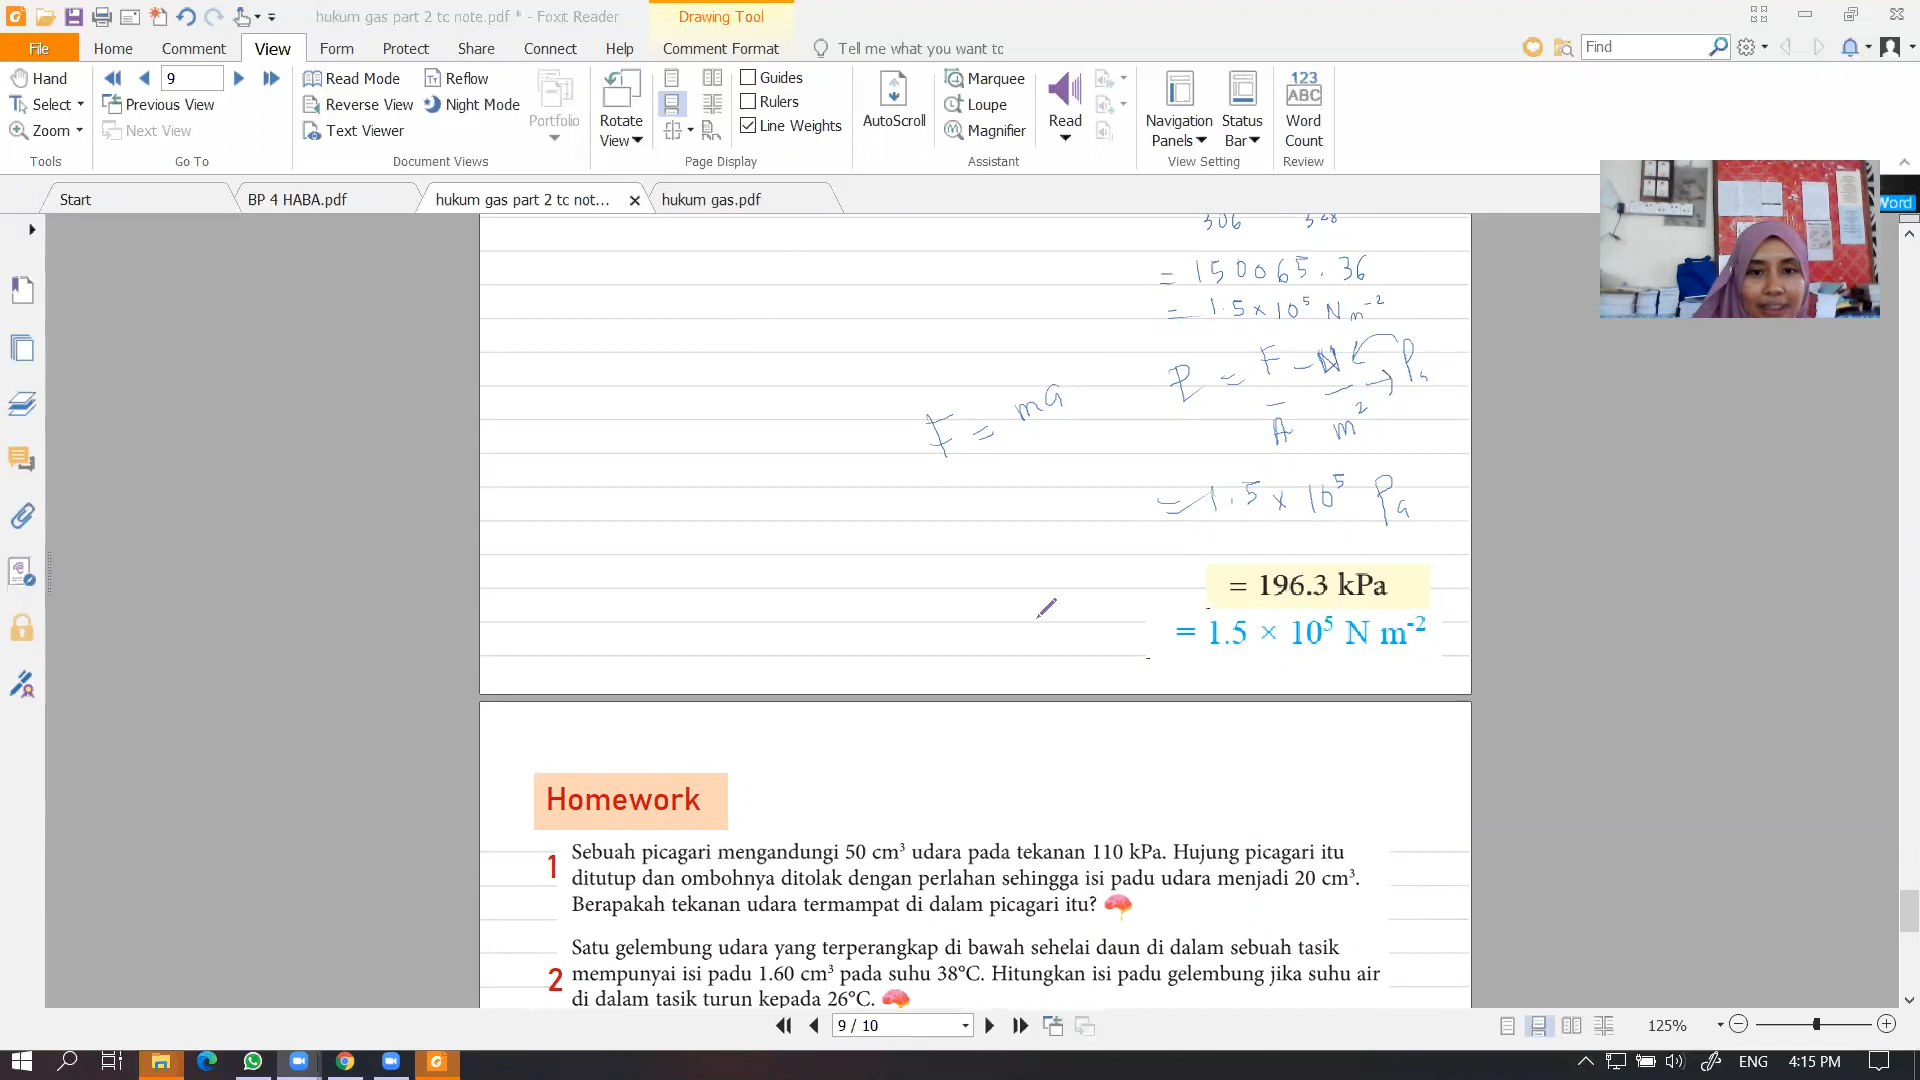 hukum gas part 2 tc note.pdf * - Foxit Reader
Drawing Tool
File Home Comment View Form Protect Share Connect Help Comment Format Tell me what you want to Find
Hand
Select
Zoom
Tools
9
Previous View
Next View
Go To
Read Mode
Reverse View
Text Viewer
Reflow
Night Mode
Document Views
Portfolio
Rotate View
Guides
Rulers
Line Weights
Page Display
AutoScroll
Marquee
Loupe
Magnifier
Assistant
Read
Navigation Panels
Status Bar
View Setting
123 ABC
Word Count
Review
Start
BP 4 HABA.pdf
hukum gas part 2 tc not...
hukum gas.pdf
Word
306 328
= 150065.36
= 1.5 × 10⁵ N m⁻²
P = F/A - N/m² → Pa
F = ma
= 1.5 × 10⁵ Pa
= 196.3 kPa
= 1.5 × 10⁵ N m⁻²
Homework
1 Sebuah picagari mengandungi 50 cm³ udara pada tekanan 110 kPa. Hujung picagari itu
ditutup dan ombohnya ditolak dengan perlahan sehingga isi padu udara menjadi 20 cm³.
Berapakah tekanan udara termampat di dalam picagari itu?
2 Satu gelembung udara yang terperangkap di bawah sehelai daun di dalam sebuah tasik
mempunyai isi padu 1.60 cm³ pada suhu 38°C. Hitungkan isi padu gelembung jika suhu air
di dalam tasik turun kepada 26°C.
9 / 10
125%
ENG
4:15 PM